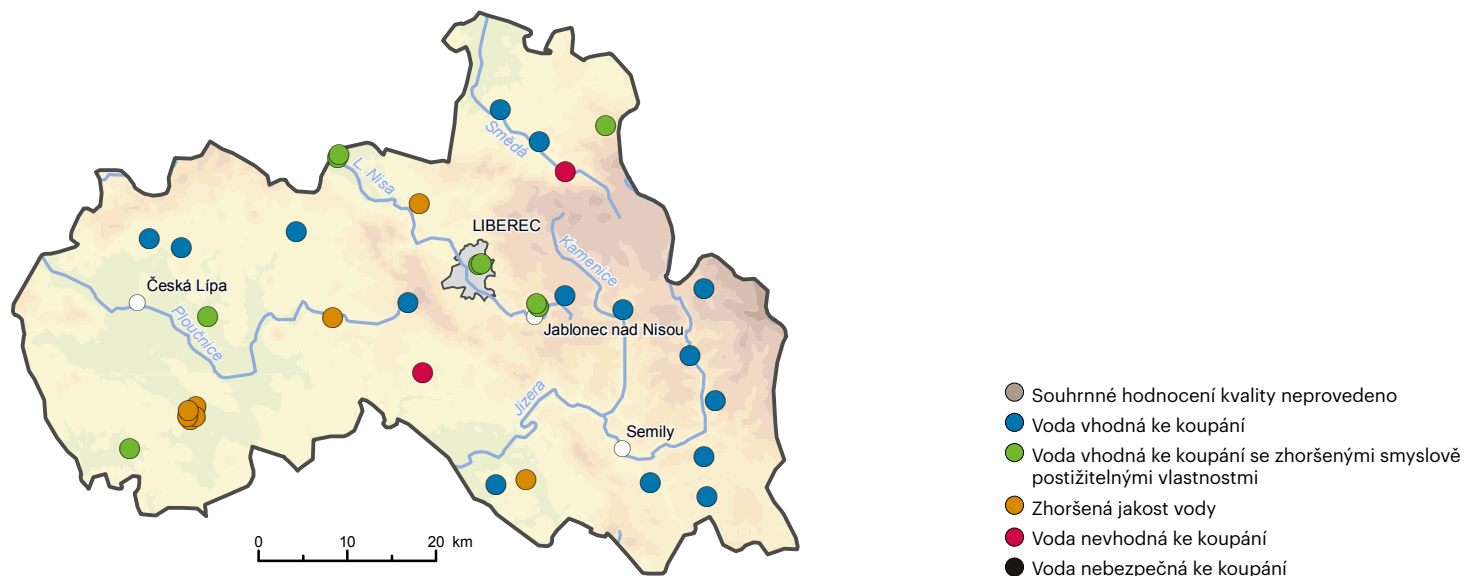 Smědá
L. Nisa
LIBEREC
Kamenice
Česká Lípa
Ploučnice
Jablonec nad Nisou
Jizera
Semily
0 10 20 km
Souhrnné hodnocení kvality neprovedeno
Voda vhodná ke koupání
Voda vhodná ke koupání se zhoršenými smyslově
postižitelnými vlastnostmi
Zhoršená jakost vody
Voda nevhodná ke koupání
Voda nebezpečná ke koupání